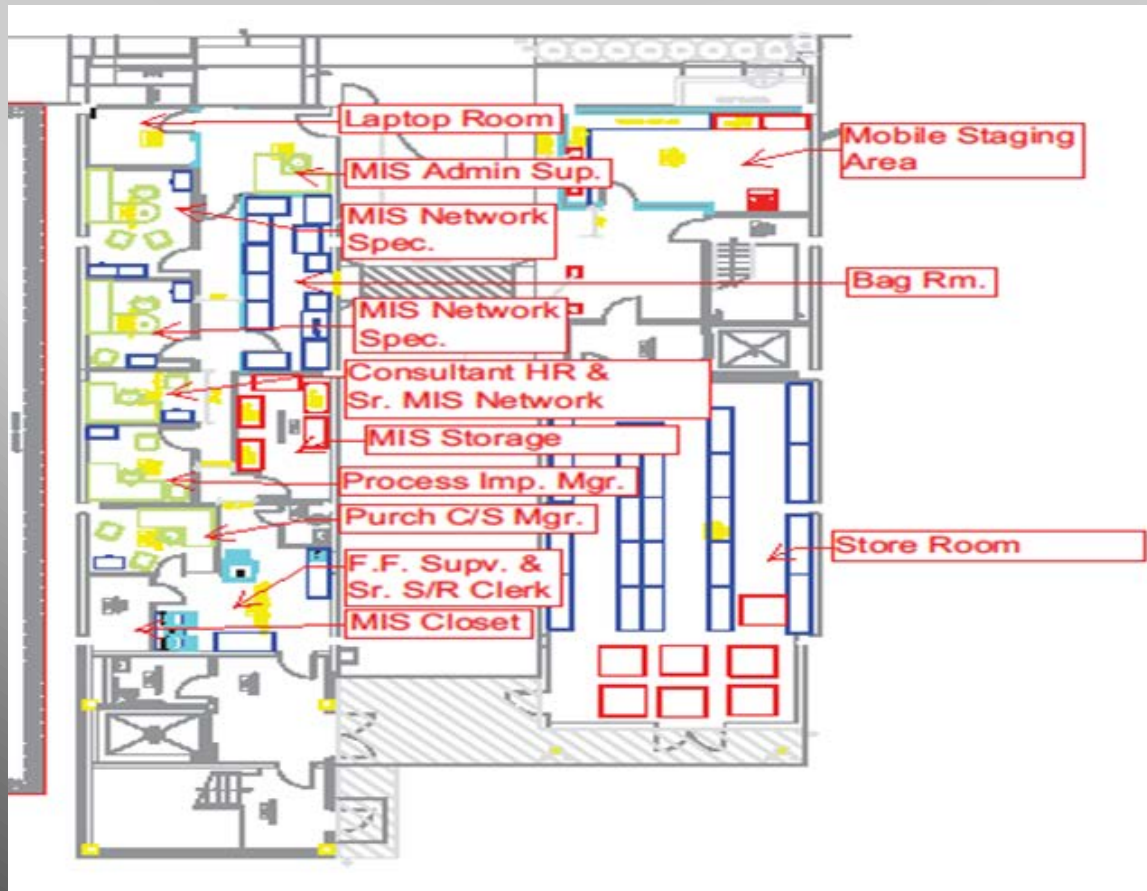 Laptop Room
MIS Admin Sup.
MIS Network
Spec.
MIS Network
Spec.
Consultant HR &
Sr. MIS Network
MIS Storage
Process Imp. Mgr.
Purch C/S Mgr.
F.F. Supv. &
Sr. S/R Clerk
MIS Closet
Mobile Staging
Area
Bag Rm.
Store Room